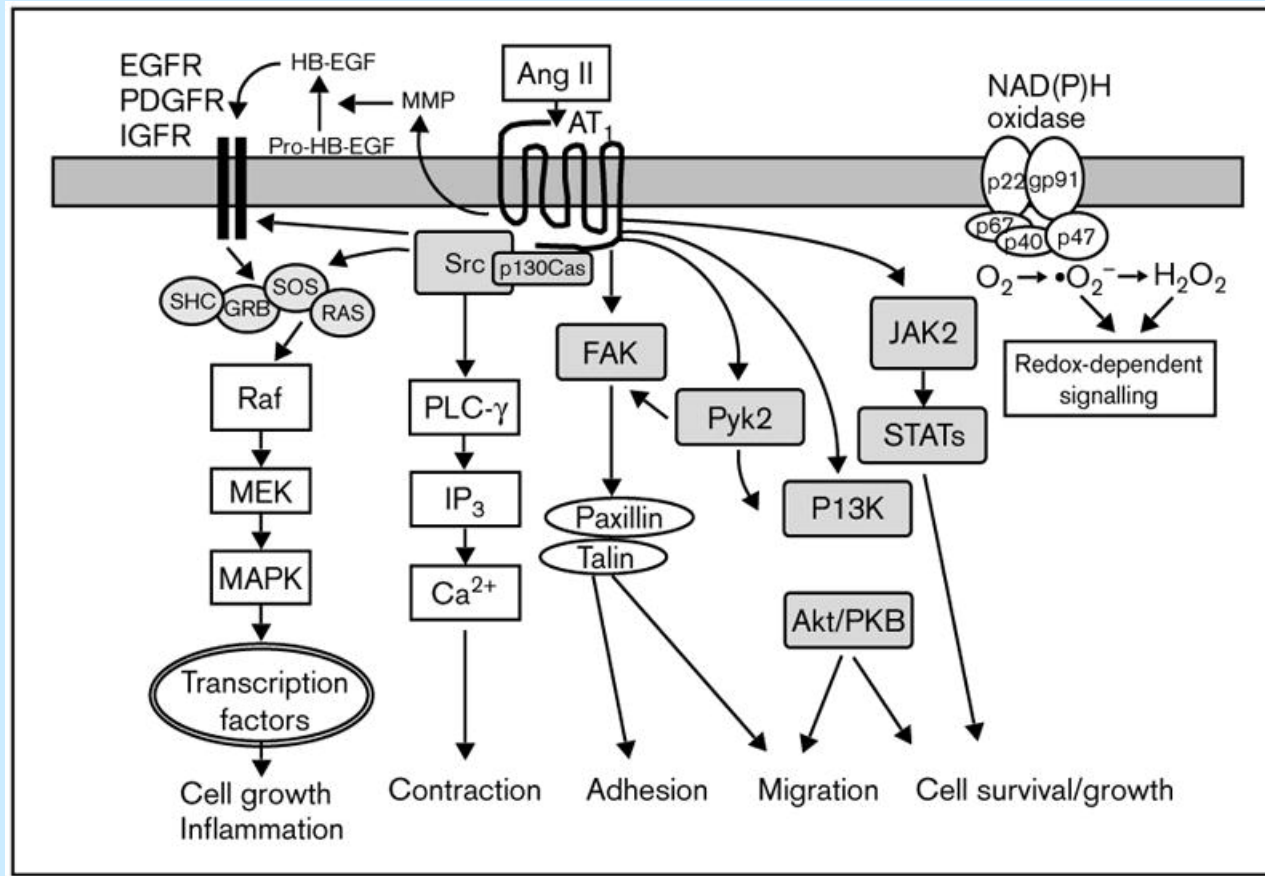 EGFR
PDGFR
IGFR
HB-EGF
Pro-HB-EGF
MMP
Ang II
AT₁
NAD(P)H
oxidase
p22
gp91
p67
p40
p47
O₂
•O₂⁻
H₂O₂
Redox-dependent
signalling
Src
p130Cas
SHC
GRB
SOS
RAS
Raf
MEK
MAPK
Transcription
factors
Cell growth
Inflammation
PLC-γ
IP₃
Ca²⁺
Contraction
FAK
Pyk2
Paxillin
Talin
Adhesion
Migration
JAK2
STATs
P13K
Akt/PKB
Cell survival/growth